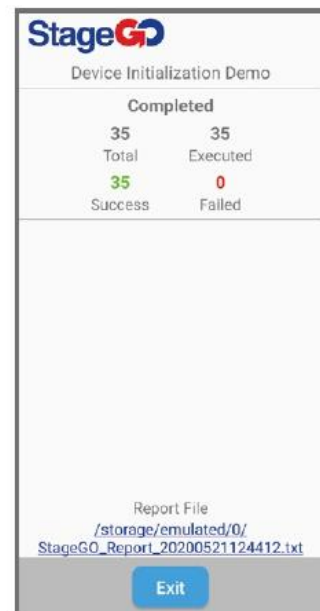 StageGO
Device Initialization Demo
Completed
35 35
Total Executed
35 0
Success Failed
Report File
/storage/emulated/0/
StageGO_Report_20200521124412.txt
Exit